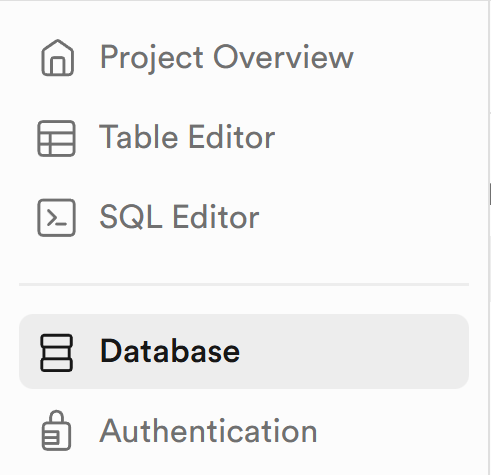 Project Overview
Table Editor
SQL Editor
Database
Authentication